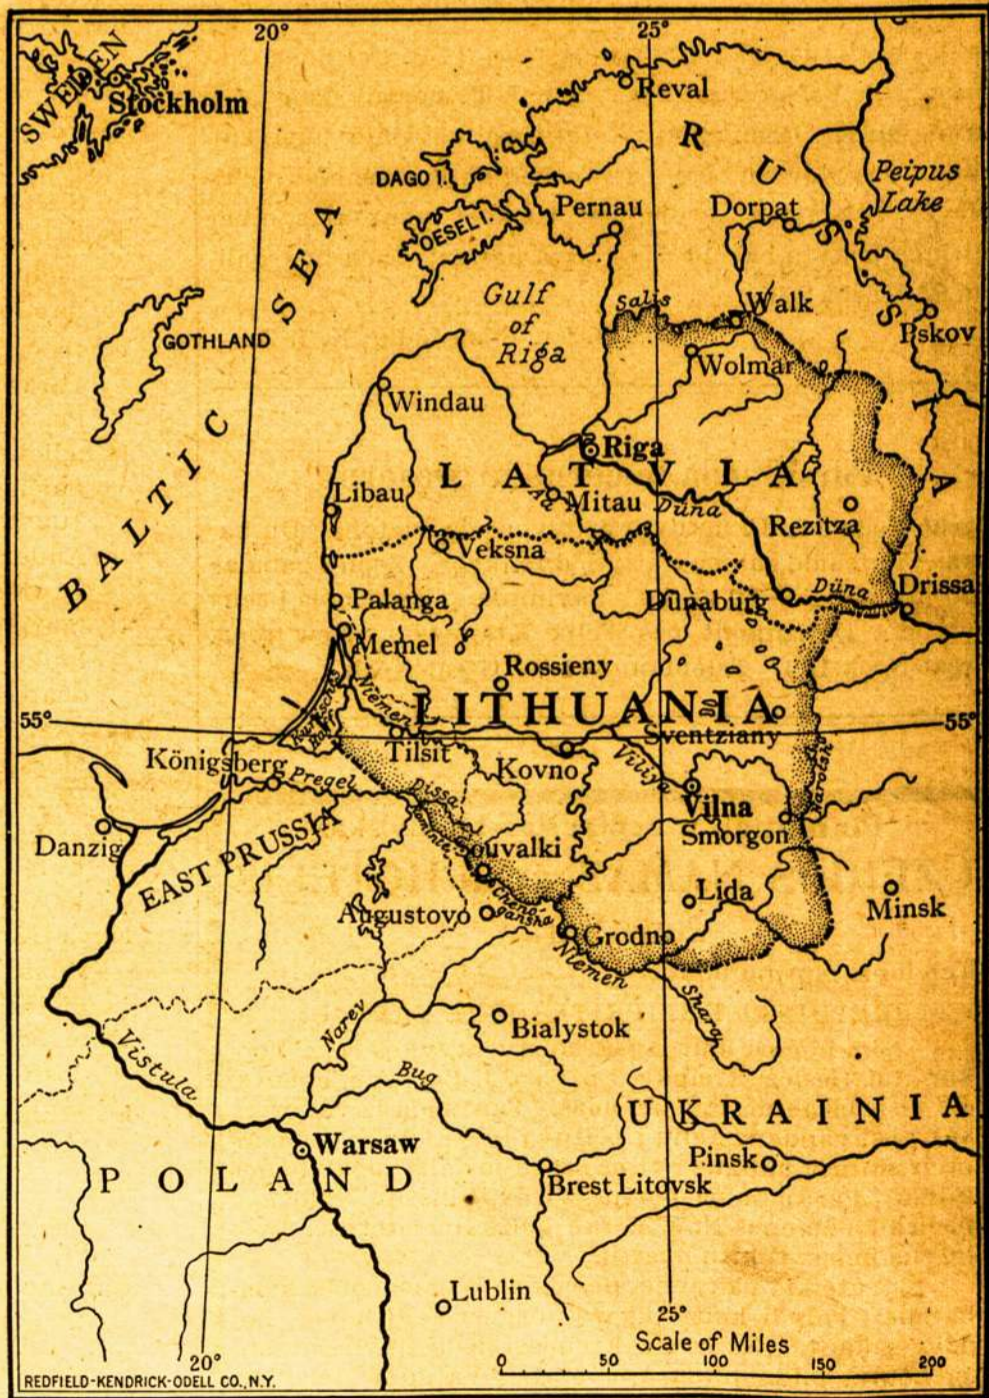 20°
25°
SWEDEN
Stockholm
Reval
RUSSIA
Peipus
Lake
DAGO I.
OESEL I.
Pernau
Dorpat
BALTIC SEA
Gulf
of
Riga
Salis
Walk
Pskov
GOTHLAND
Wolmar
Windau
Riga
LATVIA
Libau
Aa
Mitau
Düna
Rezitza
Veksna
Palanga
Dünaburg
Düna
Drissa
Memel
Rossieny
Niemen
LITHUANIA
55°
55°
Sventziany
Tilsit
Königsberg
Pregel
Kovno
Viliya
Narotsh
Dissa
Vilna
Smorgon
Danzig
EAST PRUSSIA
Souvalki
Lida
Minsk
Augustovo
Grodno
Niemen
Shara
Narev
Bialystok
Vistula
Bug
UKRAINIA
Warsaw
Pinsk
POLAND
Brest Litovsk
Lublin
25°
Scale of Miles
20°
0 50 100 150 200
REDFIELD-KENDRICK-ODELL CO., N.Y.